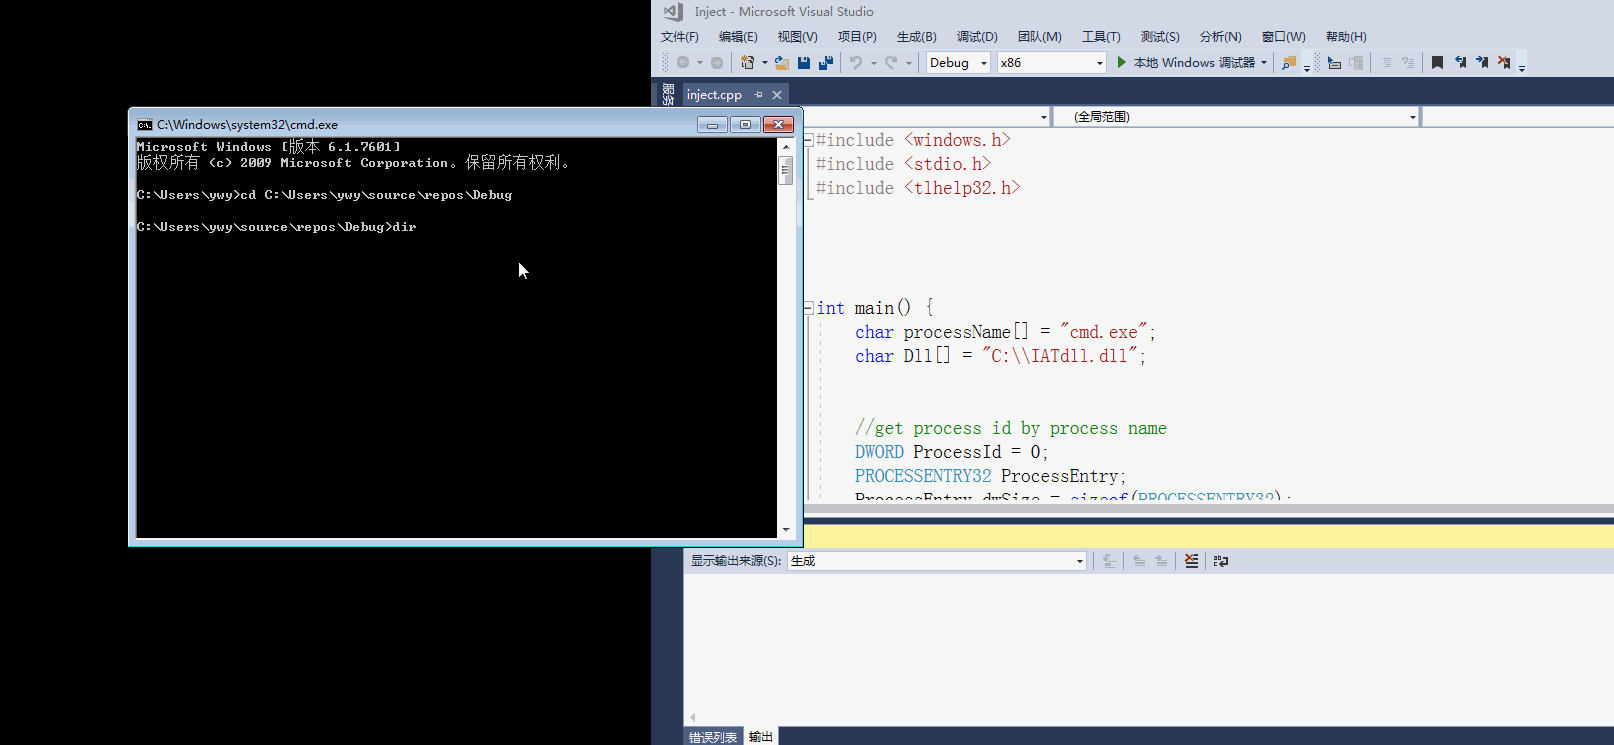 Inject - Microsoft Visual Studio
文件(F) 编辑(E) 视图(V) 项目(P) 生成(B) 调试(D) 团队(M) 工具(T) 测试(S) 分析(N) 窗口(W) 帮助(H)
Debug x86 本地 Windows 调试器
inject.cpp
(全局范围)
C:\Windows\system32\cmd.exe
Microsoft Windows [版本 6.1.7601]
版权所有 (c) 2009 Microsoft Corporation。保留所有权利。
C:\Users\ywy>cd C:\Users\ywy\source\repos\Debug
C:\Users\ywy\source\repos\Debug>dir
#include <windows.h>
#include <stdio.h>
#include <tlhelp32.h>
int main() {
char processName[] = "cmd.exe";
char Dll[] = "C:\\IATdll.dll";
//get process id by process name
DWORD ProcessId = 0;
PROCESSENTRY32 ProcessEntry;
ProcessEntry.dwSize = sizeof(PROCESSENTRY32);
显示输出来源(S): 生成
错误列表 输出